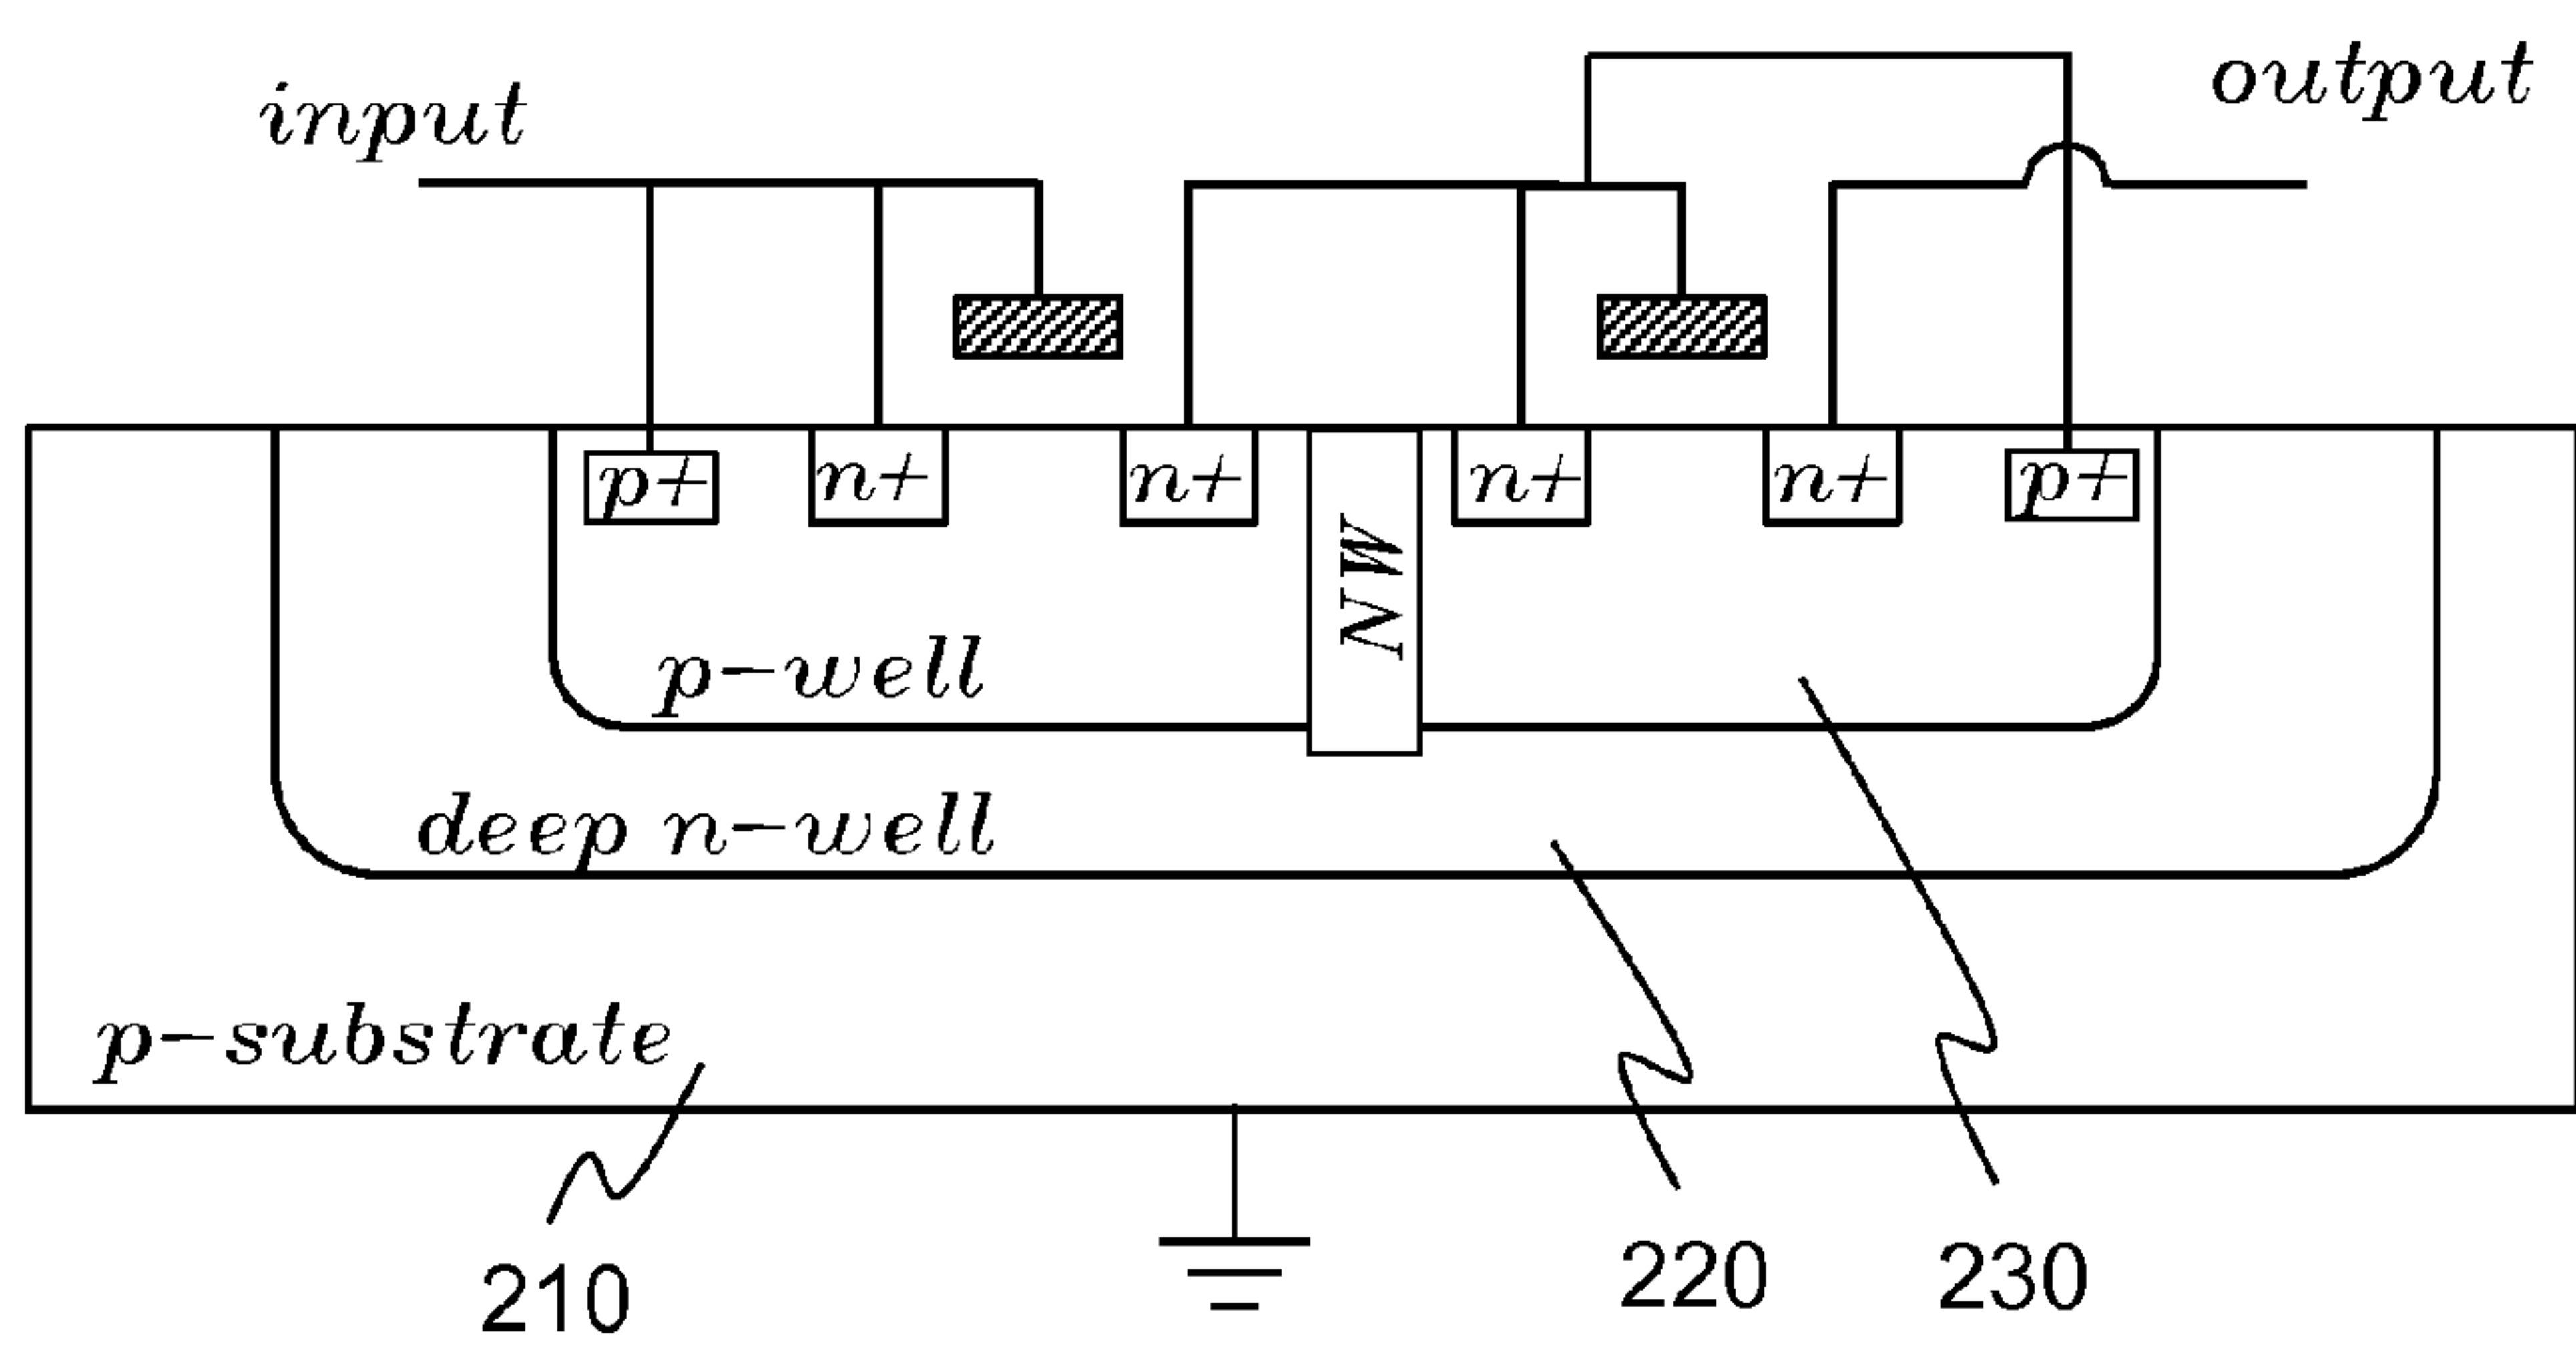 input
output
p+
n+
n+
n+
n+
p+
NW
p-well
deep n-well
p-substrate
210
220
230